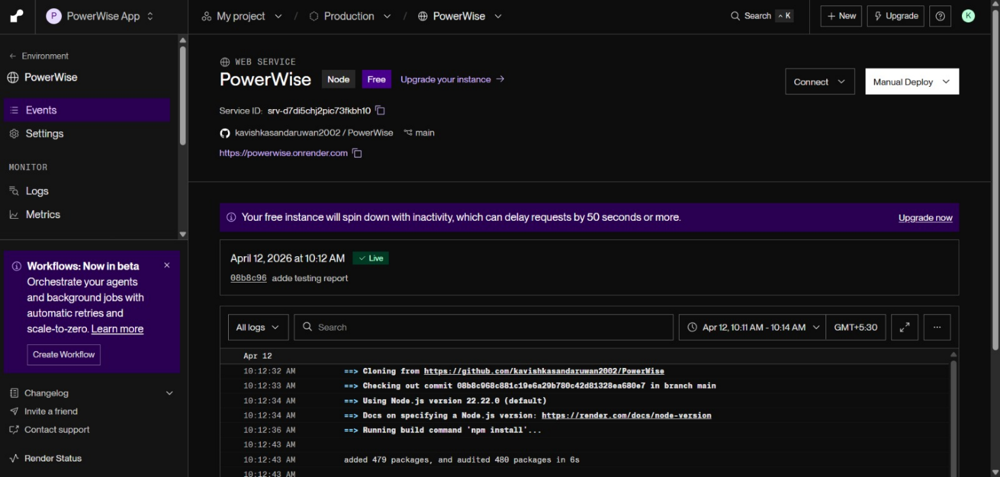 P PowerWise App
My project / Production / PowerWise
Search ^ K
+ New
Upgrade
K
← Environment
PowerWise
Events
Settings
MONITOR
Logs
Metrics
Workflows: Now in beta
Orchestrate your agents
and background jobs with
automatic retries and
scale-to-zero. Learn more
Create Workflow
Changelog
Invite a friend
Contact support
Render Status
WEB SERVICE
PowerWise Node Free Upgrade your instance →
Connect
Manual Deploy
Service ID: srv-d7di5chj2pic73fkbh10
kavishkasandaruwan2002 / PowerWise main
https://powerwise.onrender.com
Your free instance will spin down with inactivity, which can delay requests by 50 seconds or more.
Upgrade now
April 12, 2026 at 10:12 AM ✓ Live
08b8c96 adde testing report
All logs
Search
Apr 12, 10:11 AM - 10:14 AM
GMT+5:30
...
Apr 12
10:12:32 AM ==> Cloning from https://github.com/kavishkasandaruwan2002/PowerWise
10:12:33 AM ==> Checking out commit 08b8c968c881c19e6a29b780c42d81328ea680e7 in branch main
10:12:34 AM ==> Using Node.js version 22.22.0 (default)
10:12:34 AM ==> Docs on specifying a Node.js version: https://render.com/docs/node-version
10:12:36 AM ==> Running build command 'npm install'...
10:12:43 AM
10:12:43 AM added 479 packages, and audited 480 packages in 6s
10:12:43 AM